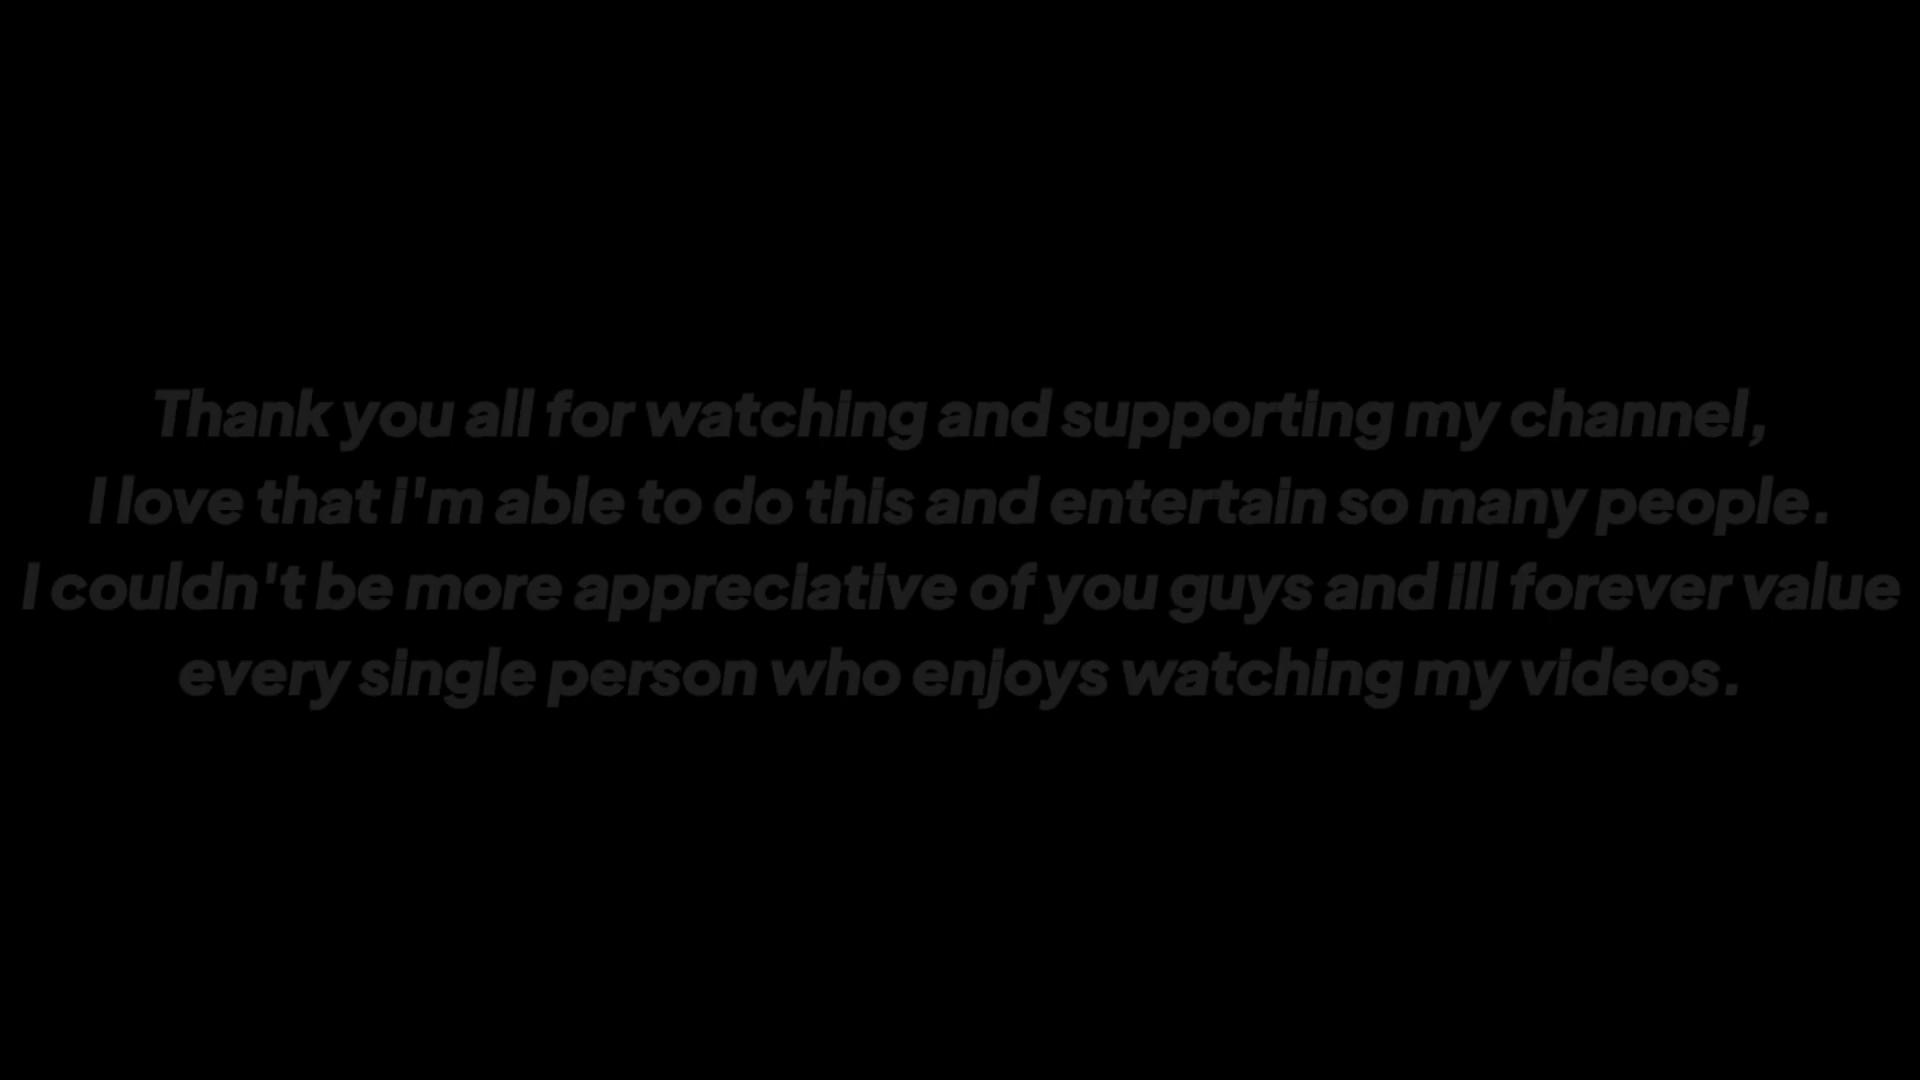 Thank you all for watching and supporting my channel,
I love that i'm able to do this and entertain so many people.
I couldn't be more appreciative of you guys and ill forever value
every single person who enjoys watching my videos.